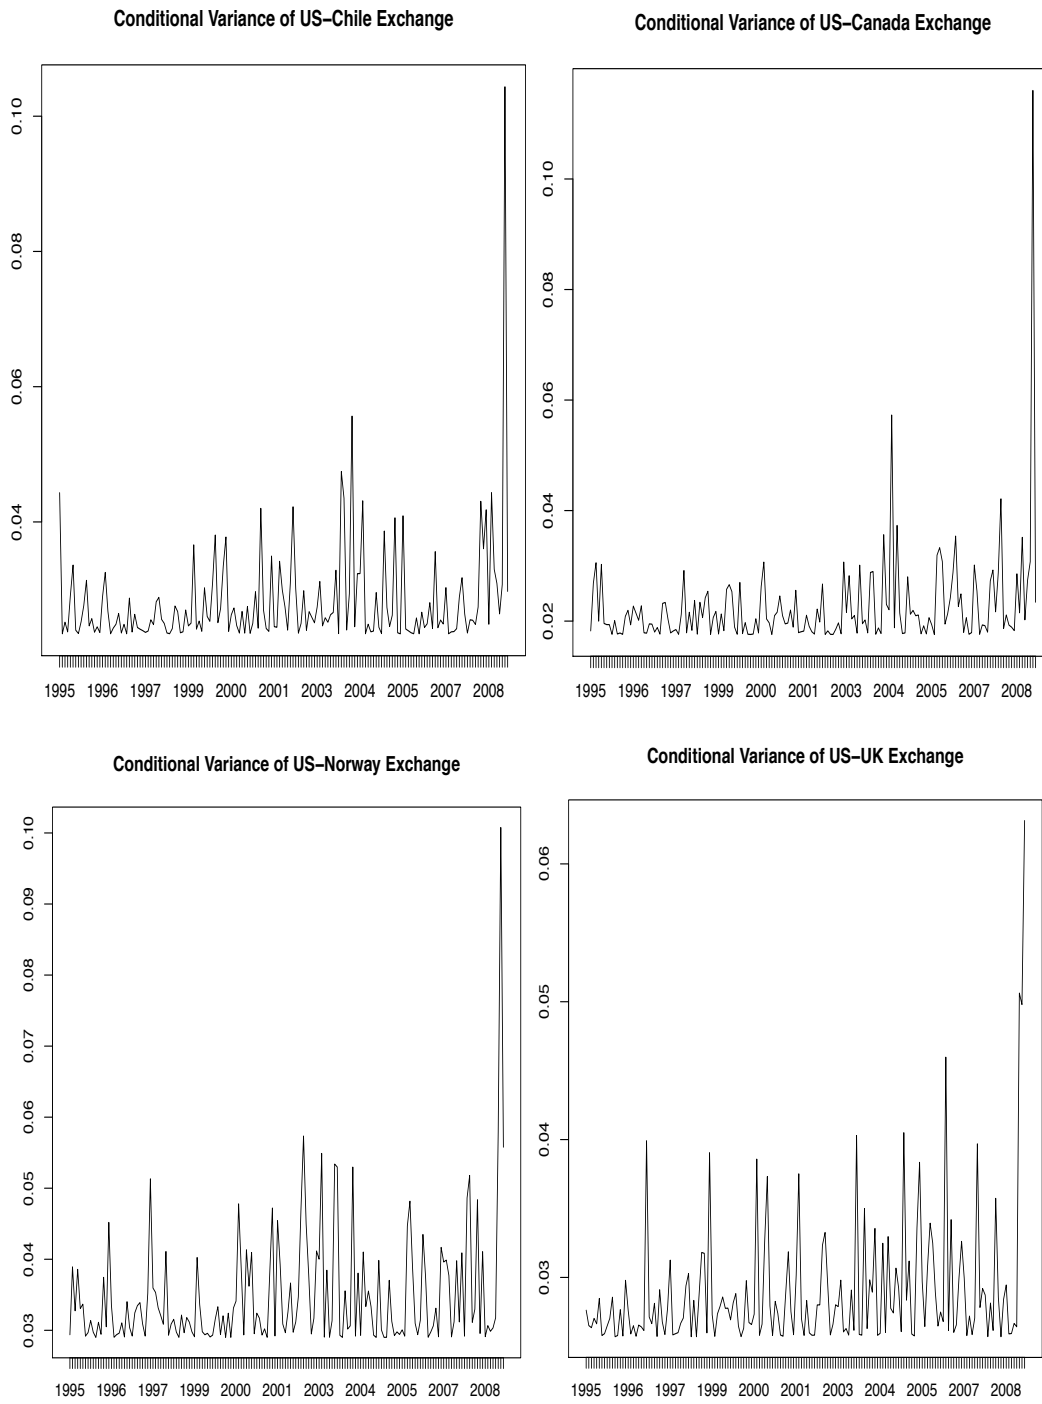 Conditional Variance of US−Chile Exchange
0.10
0.08
0.06
0.04
1995 1996 1997 1999 2000 2001 2003 2004 2005 2007 2008
Conditional Variance of US−Canada Exchange
0.10
0.08
0.06
0.04
0.02
1995 1996 1997 1999 2000 2001 2003 2004 2005 2007 2008
Conditional Variance of US−Norway Exchange
0.10
0.09
0.08
0.07
0.06
0.05
0.04
0.03
1995 1996 1997 1999 2000 2001 2003 2004 2005 2007 2008
Conditional Variance of US−UK Exchange
0.06
0.05
0.04
0.03
1995 1996 1997 1999 2000 2001 2003 2004 2005 2007 2008